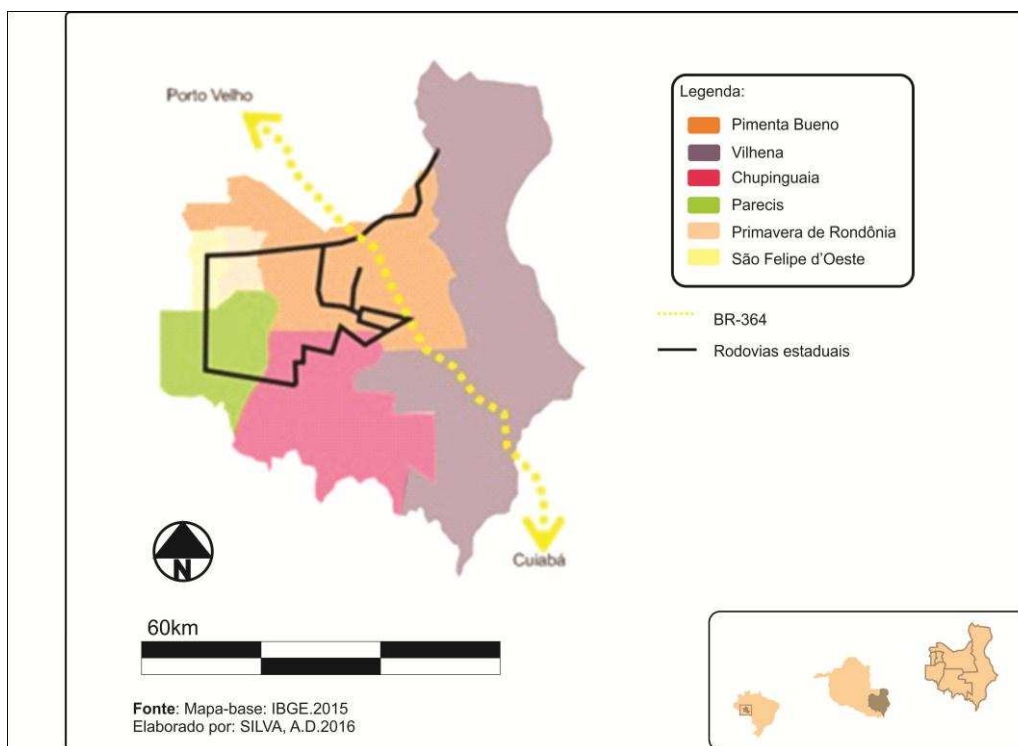 Porto Velho
Legenda:
Pimenta Bueno
Vilhena
Chupinguaia
Parecis
Primavera de Rondônia
São Felipe d'Oeste
BR-364
Rodovias estaduais
Cuiabá
N
60km
Fonte: Mapa-base: IBGE.2015
Elaborado por: SILVA, A.D.2016